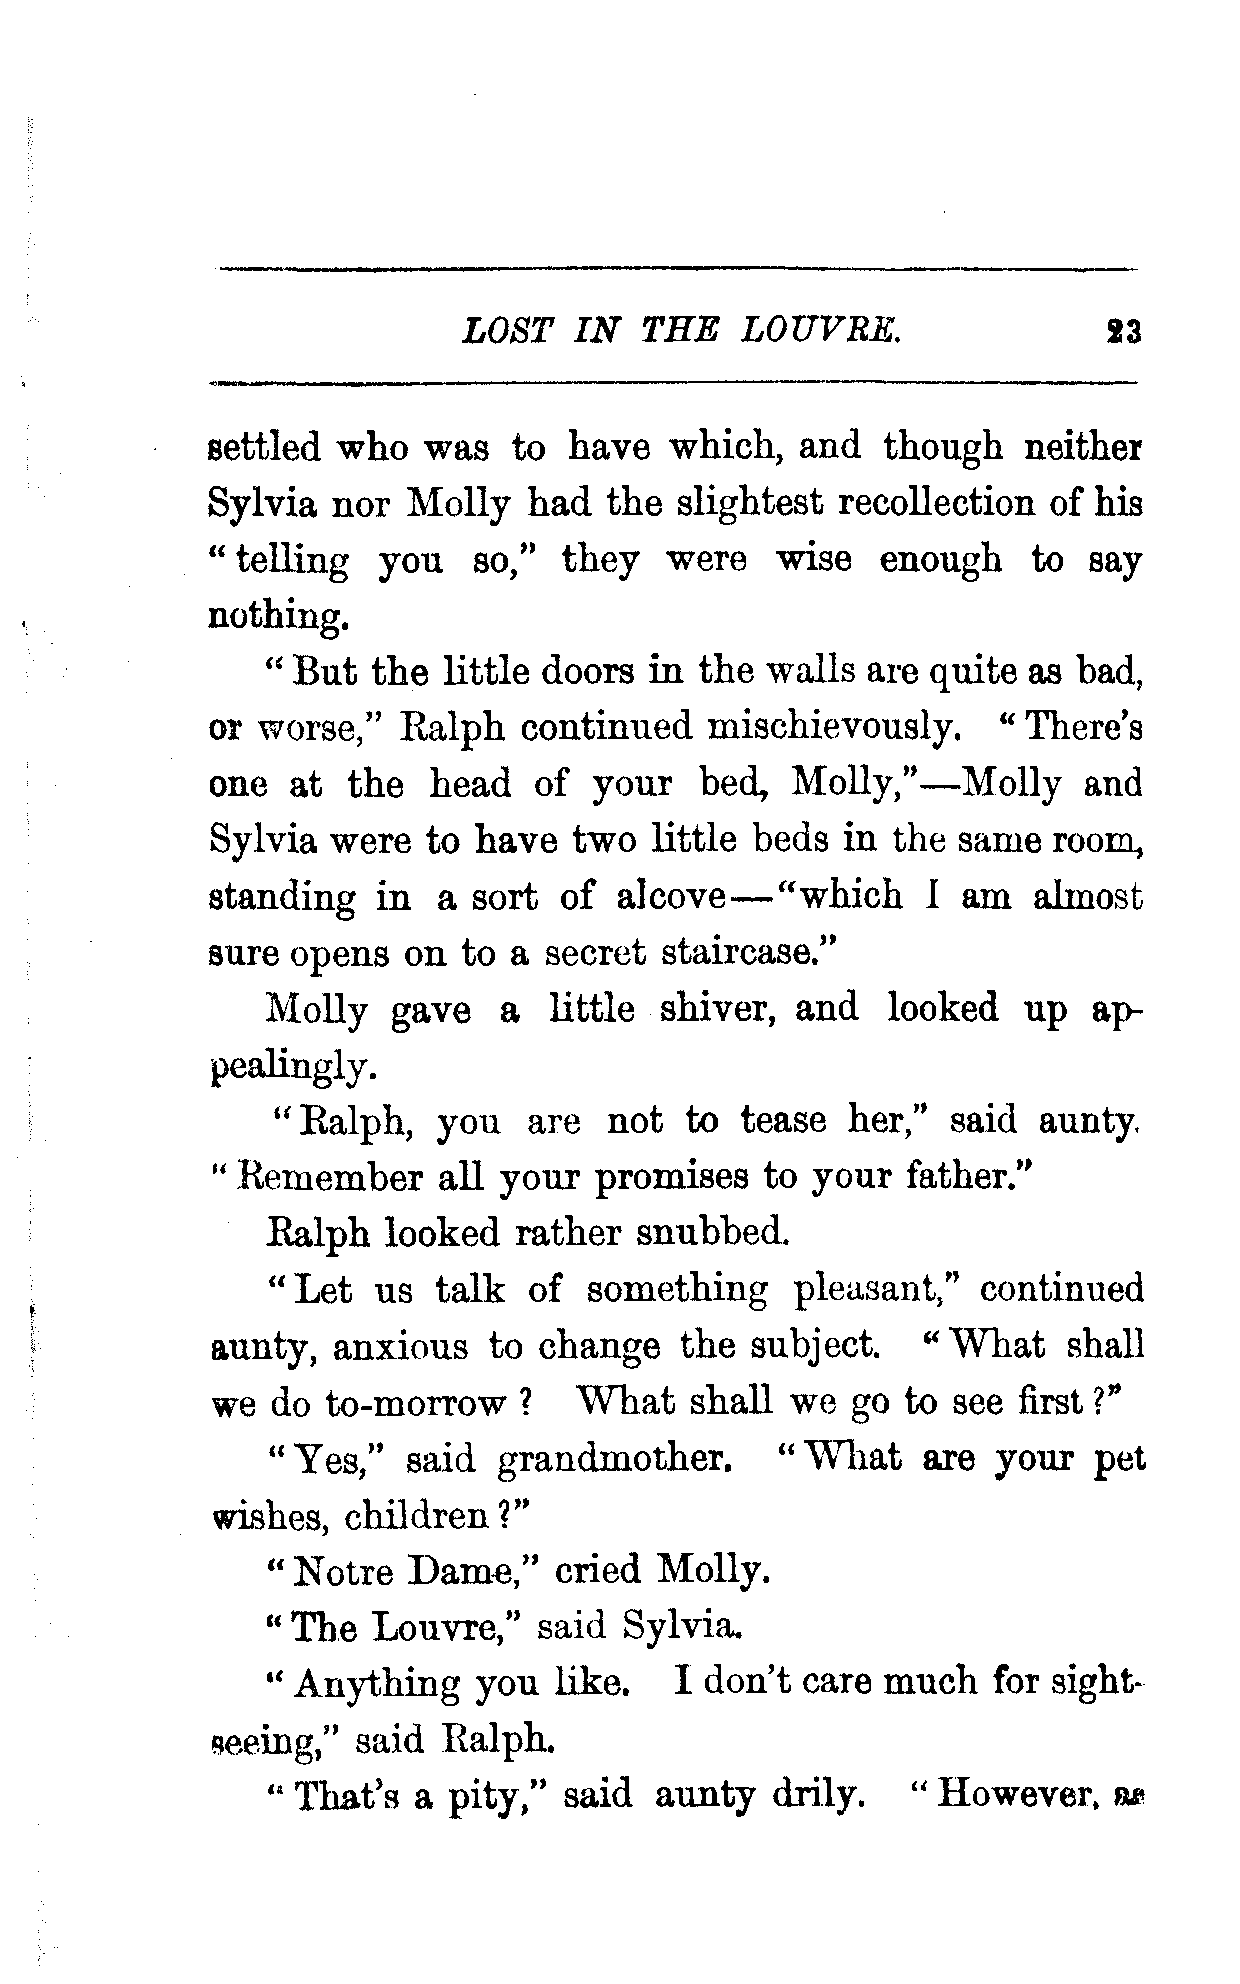 LOST IN THE LOUVRE. 23
settled who was to have which, and though neither
Sylvia nor Molly had the slightest recollection of his
“telling you so,” they were wise enough to say
nothing.
“But the little doors in the walls are quite as bad,
or worse,” Ralph continued mischievously. “There's
one at the head of your bed, Molly,”—Molly and
Sylvia were to have two little beds in the same room,
standing in a sort of alcove—“which I am almost
sure opens on to a secret staircase.”
Molly gave a little shiver, and looked up ap-
pealingly.
“Ralph, you are not to tease her,” said aunty.
“Remember all your promises to your father.”
Ralph looked rather snubbed.
“Let us talk of something pleasant,” continued
aunty, anxious to change the subject. “What shall
we do to-morrow? What shall we go to see first?”
“Yes,” said grandmother. “What are your pet
wishes, children?”
“Notre Dame,” cried Molly.
“The Louvre,” said Sylvia.
“Anything you like. I don't care much for sight-
seeing,” said Ralph.
“That's a pity,” said aunty drily. “However, as